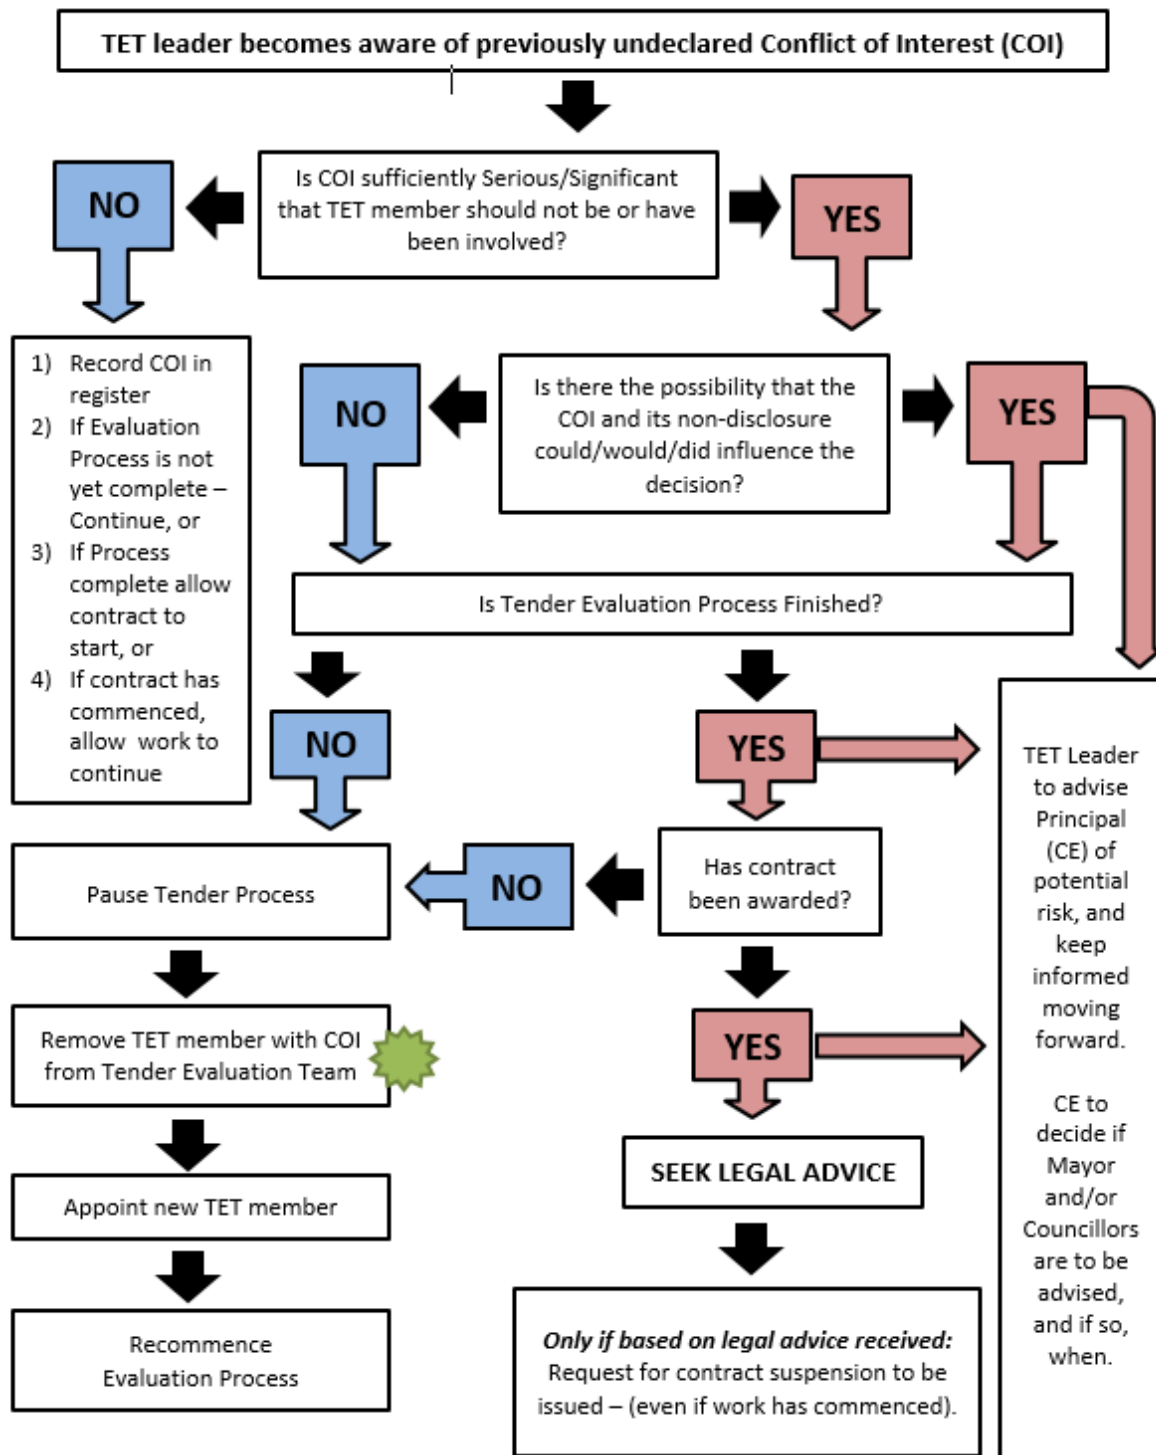 TET leader becomes aware of previously undeclared Conflict of Interest (COI)
Is COI sufficiently Serious/Significant
that TET member should not be or have
been involved?
NO
YES
1) Record COI in
register
2) If Evaluation
Process is not
yet complete –
Continue, or
3) If Process
complete allow
contract to
start, or
4) If contract has
commenced,
allow work to
continue
Is there the possibility that the
COI and its non-disclosure
could/would/did influence the
decision?
NO
YES
Is Tender Evaluation Process Finished?
NO
YES
Has contract
been awarded?
NO
YES
Pause Tender Process
Remove TET member with COI
from Tender Evaluation Team
Appoint new TET member
Recommence
Evaluation Process
SEEK LEGAL ADVICE
Only if based on legal advice received:
Request for contract suspension to be
issued – (even if work has commenced).
TET Leader
to advise
Principal
(CE) of
potential
risk, and
keep
informed
moving
forward.
CE to
decide if
Mayor
and/or
Councillors
are to be
advised,
and if so,
when.